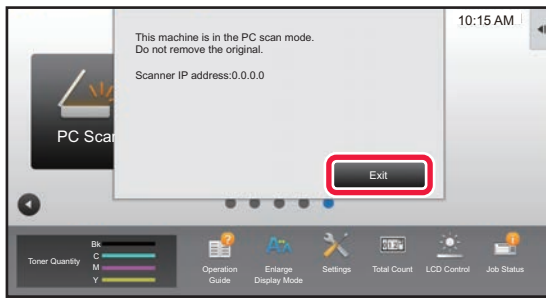 This machine is in the PC scan mode.
Do not remove the original.
Scanner IP address:0.0.0.0
10:15 AM
PC Scan
Exit
Toner Quantity
Bk
C
M
Y
Operation
Guide
Enlarge
Display Mode
Settings
Total Count
LCD Control
Job Status